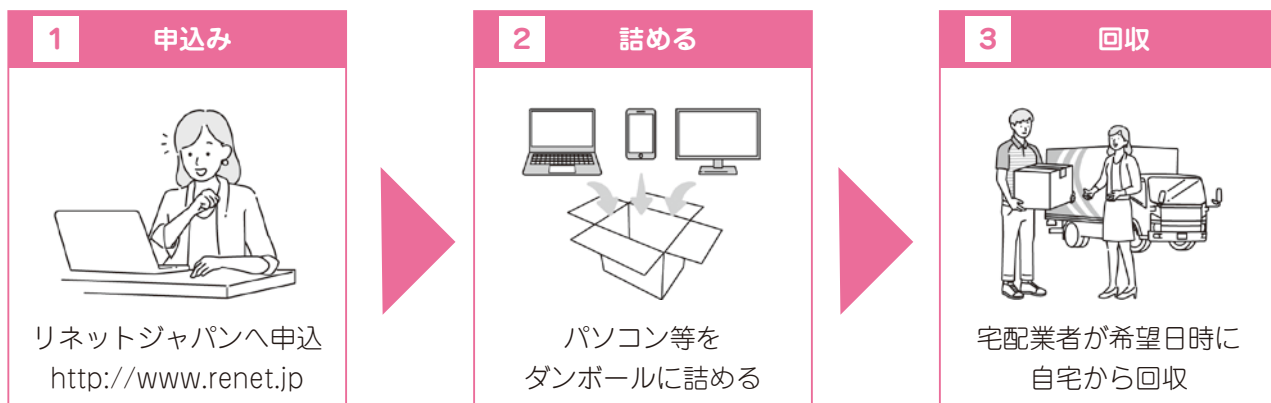 1 申込み
リネットジャパンへ申込
http://www.renet.jp
2 詰める
パソコン等を
ダンボールに詰める
3 回収
宅配業者が希望日時に
自宅から回収